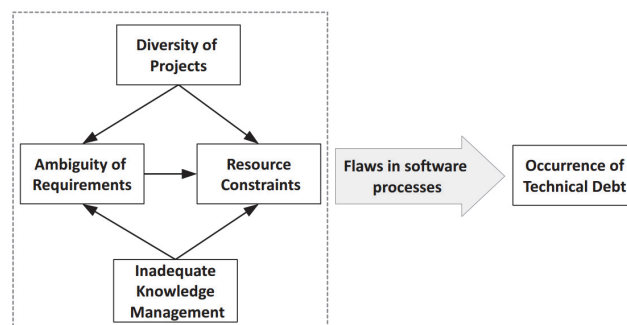 Diversity of
Projects
Ambiguity of
Requirements
Resource
Constraints
Flaws in software
processes
Occurrence of
Technical Debt
Inadequate
Knowledge
Management